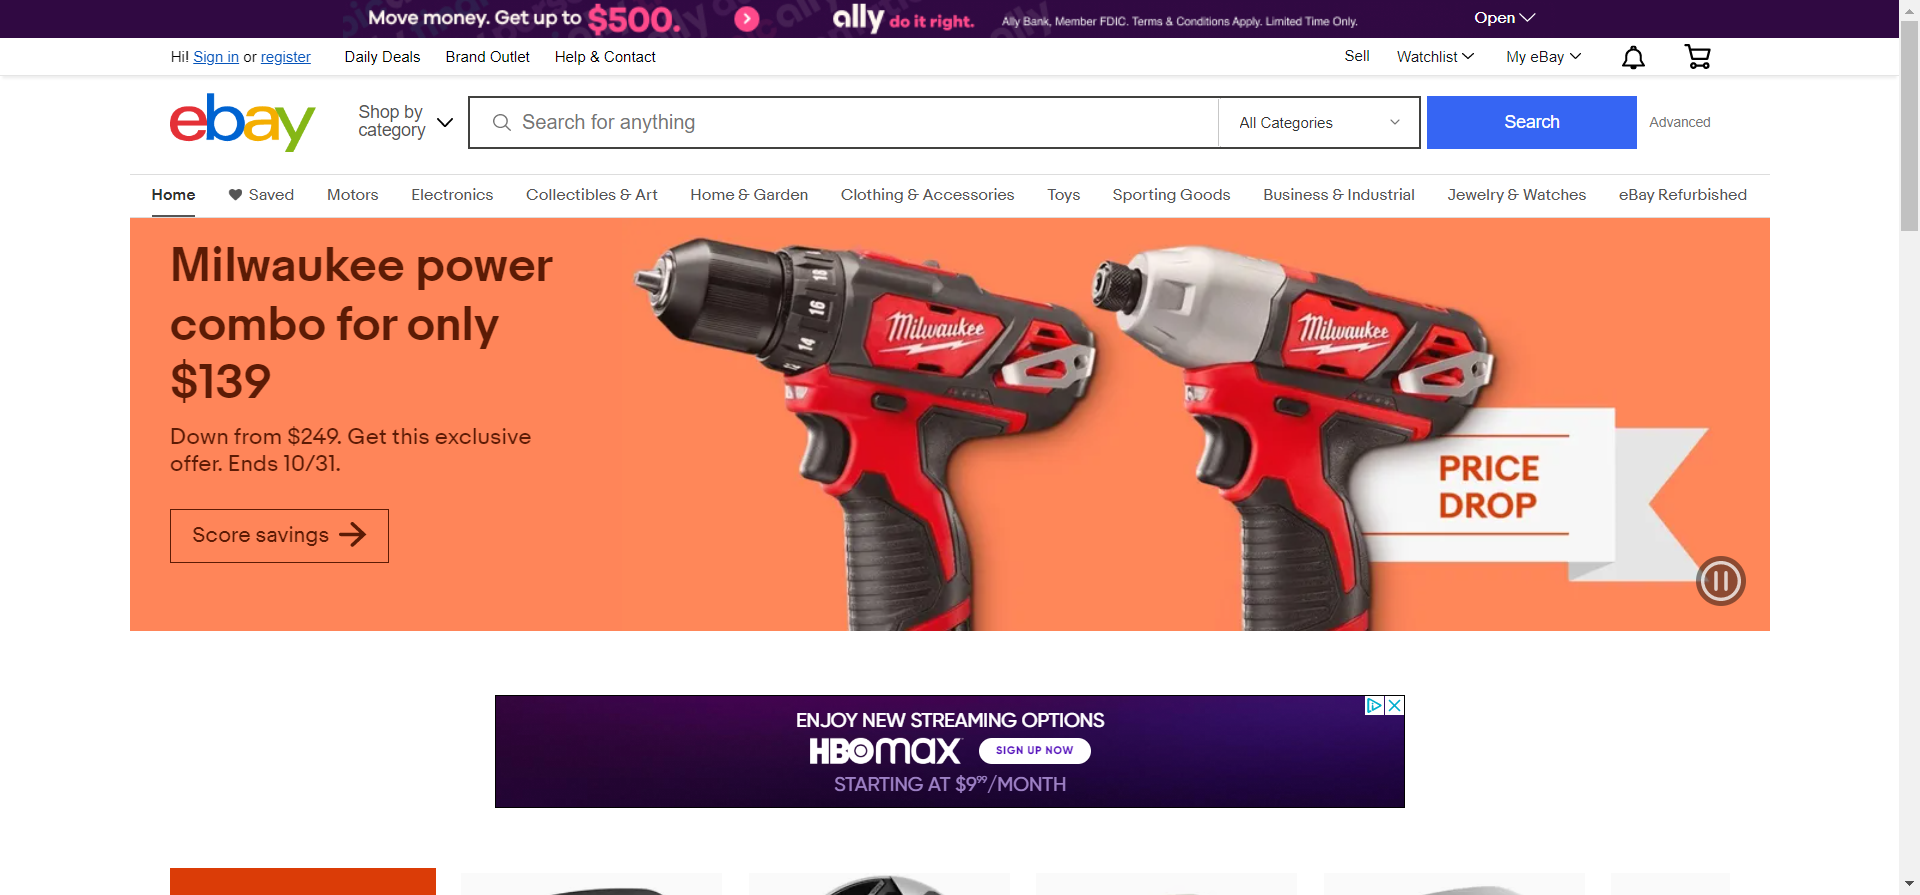 Move money. Get up to $500.
ally do it right.
Ally Bank, Member FDIC. Terms & Conditions Apply. Limited Time Only.
Open
Hi! Sign in or register
Daily Deals
Brand Outlet
Help & Contact
Sell
Watchlist
My eBay
ebay
Shop by
category
Search for anything
All Categories
Search
Advanced
Home
Saved
Motors
Electronics
Collectibles & Art
Home & Garden
Clothing & Accessories
Toys
Sporting Goods
Business & Industrial
Jewelry & Watches
eBay Refurbished
Milwaukee power
combo for only
$139
Down from $249. Get this exclusive
offer. Ends 10/31.
Score savings
18
16
14
Milwaukee
Milwaukee
PRICE
DROP
ENJOY NEW STREAMING OPTIONS
HBOMAX
SIGN UP NOW
STARTING AT $9⁹⁹/MONTH